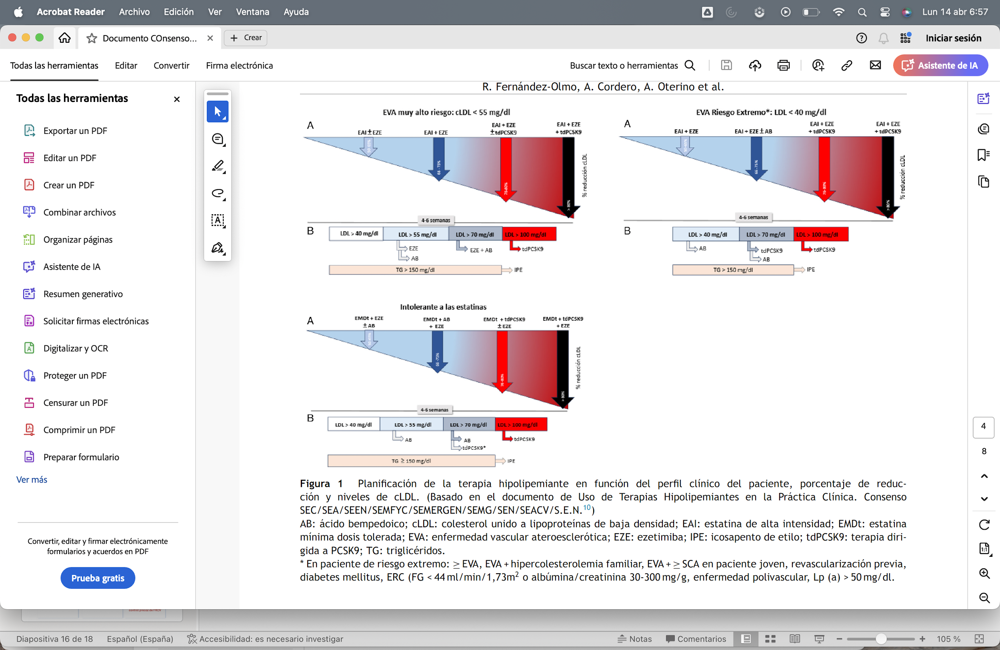 Acrobat Reader Archivo Edición Ver Ventana Ayuda
Lun 14 abr 6:57
Documento COnsenso...
Crear
Iniciar sesión
Todas las herramientas Editar Convertir Firma electrónica
Buscar texto o herramientas
Asistente de IA
Todas las herramientas
Exportar un PDF
Editar un PDF
Crear un PDF
Combinar archivos
Organizar páginas
Asistente de IA
Resumen generativo
Solicitar firmas electrónicas
Digitalizar y OCR
Proteger un PDF
Censurar un PDF
Comprimir un PDF
Preparar formulario
Ver más
Convertir, editar y firmar electrónicamente
formularios y acuerdos en PDF
Prueba gratis
R. Fernández-Olmo, A. Cordero, A. Oterino et al.
EVA muy alto riesgo: cLDL < 55 mg/dl
A
EAI ± EZE
EAI + EZE
EAI + EZE
± tdPCSK9
EAI + EZE
+ tdPCSK9
50-65%
66 -75%
76-80%
> 80%
% reducción cLDL
4-6 semanas
B
LDL > 40 mg/dl
LDL > 55 mg/dl
LDL > 70 mg/dl
LDL > 100 mg/dl
EZE
AB
EZE + AB
tdPCSK9
TG > 150 mg/dl
IPE
EVA Riesgo Extremo*: LDL < 40 mg/dl
A
EAI + EZE
EAI + EZE ± AB
EAI + EZE
+ tdPCSK9
EAI + EZE
+ tdPCSK9
50-65%
66 -75%
76-80%
> 80%
% reducción cLDL
4-6 semanas
B
LDL > 40 mg/dl
LDL > 70 mg/dl
LDL > 100 mg/dl
AB
tdPCSK9
AB
tdPCSK9
TG > 150 mg/dl
IPE
Intolerante a las estatinas
A
EMDt + EZE
± AB
EMDt + AB
+ EZE
EMDt + tdPCSK9
± EZE
EMDt + tdPCSK9
+ EZE
50-65%
66 -75%
76-80%
> 80%
% reducción cLDL
4-6 semanas
B
LDL > 40 mg/dl
LDL > 55 mg/dl
LDL > 70 mg/dl
LDL > 100 mg/dl
AB
AB
tdPCSK9*
tdPCSK9
TG ≥ 150 mg/dl
IPE
Figura 1 Planificación de la terapia hipolipemiante en función del perfil clínico del paciente, porcentaje de reduc-
ción y niveles de cLDL. (Basado en el documento de Uso de Terapias Hipolipemiantes en la Práctica Clínica. Consenso
SEC/SEA/SEEN/SEMFYC/SEMERGEN/SEMG/SEN/SEACV/S.E.N.10)
AB: ácido bempedoico; cLDL: colesterol unido a lipoproteínas de baja densidad; EAI: estatina de alta intensidad; EMDt: estatina
mínima dosis tolerada; EVA: enfermedad vascular ateroesclerótica; EZE: ezetimiba; IPE: icosapento de etilo; tdPCSK9: terapia diri-
gida a PCSK9; TG: triglicéridos.
* En paciente de riesgo extremo: ≥ EVA, EVA + hipercolesterolemia familiar, EVA + ≥ SCA en paciente joven, revascularización previa,
diabetes mellitus, ERC (FG < 44 ml/min/1,73m2 o albúmina/creatinina 30-300 mg/g, enfermedad polivascular, Lp (a) > 50 mg/dl.
4
8
1:1
control precoz de FRCV
Diapositiva 16 de 18 Español (España) Accesibilidad: es necesario investigar
Notas Comentarios 105 %